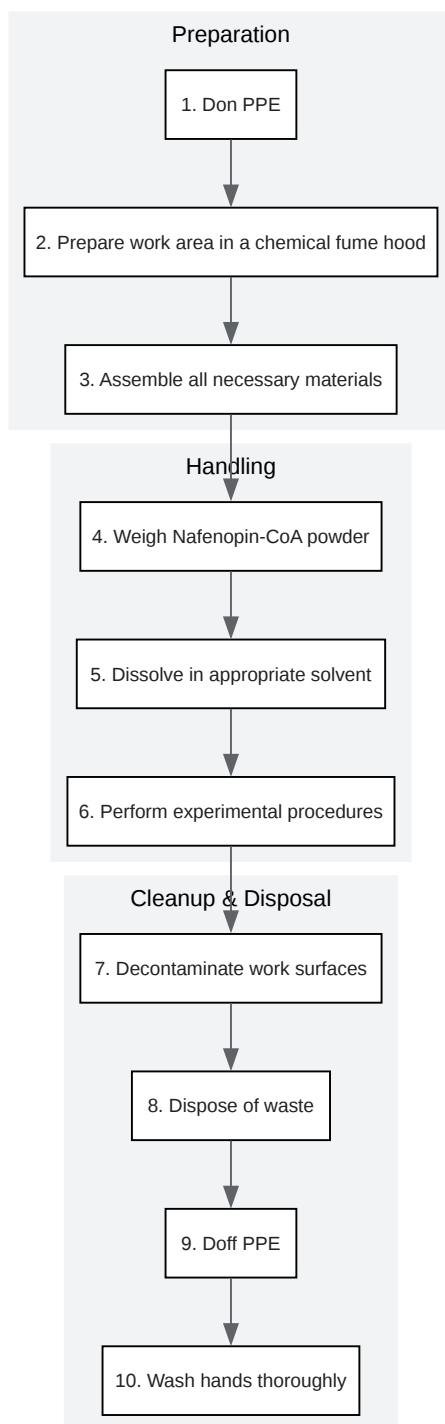 Preparation
1. Don PPE
2. Prepare work area in a chemical fume hood
3. Assemble all necessary materials
Handling
4. Weigh Nafenopin-CoA powder
5. Dissolve in appropriate solvent
6. Perform experimental procedures
Cleanup & Disposal
7. Decontaminate work surfaces
8. Dispose of waste
9. Doff PPE
10. Wash hands thoroughly